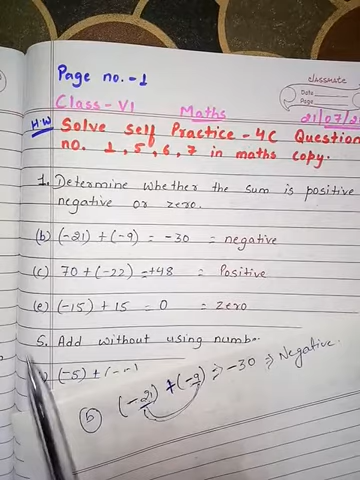 Page no. - 1
classmate
Date
Page
Class - VI Maths 21/07/2
H.W Solve self Practice - 4C Question
no. 1, 5, 6, 7 in maths copy.
1. Determine whether the sum is positive
negative or zero.
(b) (-21) + (-9) = -30 = negative
(c) 70 + (-22) = +48 = Positive
(e) (-15) + 15 = 0 = Zero
5. Add without using
(-5) +
(b) (-21) + (-9) => -30 => Negative.